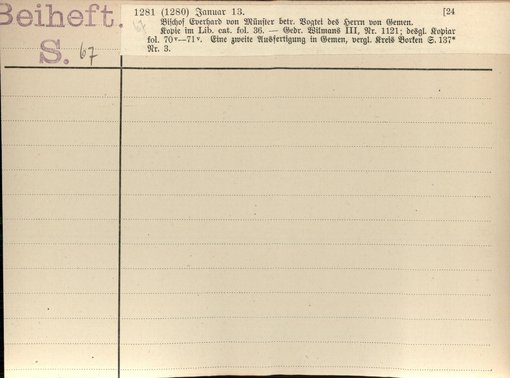 Beiheft.
S. 67
1281 (1280) Januar 13. [24
Bischof Everhard von Münster betr. Vogtei des Herrn von Gemen.
Kopie im Lib. cat. fol. 36. — Gedr. Wilmans III, Nr. 1121; desgl. Kopiar
fol. 70v—71v. Eine zweite Ausfertigung in Gemen, vergl. Kreis Borken S. 137*
Nr. 3.